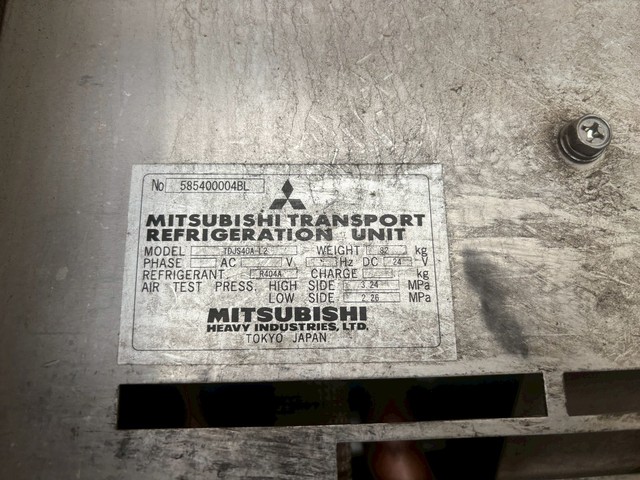 No 585400004BL
MITSUBISHI TRANSPORT
REFRIGERATION UNIT
MODEL TDJS40A-L2 WEIGHT 82 kg
PHASE AC V Hz DC 24 V
REFRIGERANT R404A CHARGE kg
AIR TEST PRESS. HIGH SIDE 3.24 MPa
LOW SIDE 2.26 MPa
MITSUBISHI
HEAVY INDUSTRIES, LTD.
TOKYO JAPAN